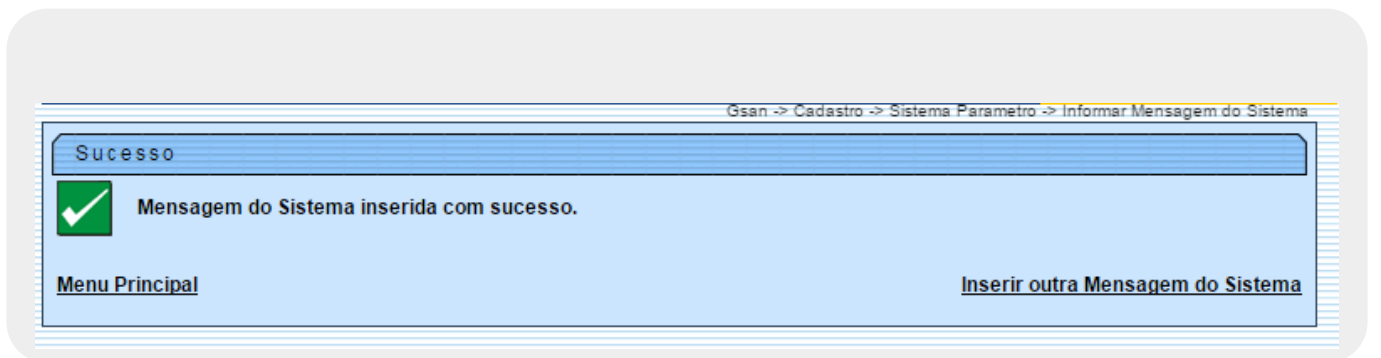 Gsan -> Cadastro -> Sistema Parametro -> Informar Mensagem do Sistema
Sucesso
Mensagem do Sistema inserida com sucesso.
Menu Principal
Inserir outra Mensagem do Sistema